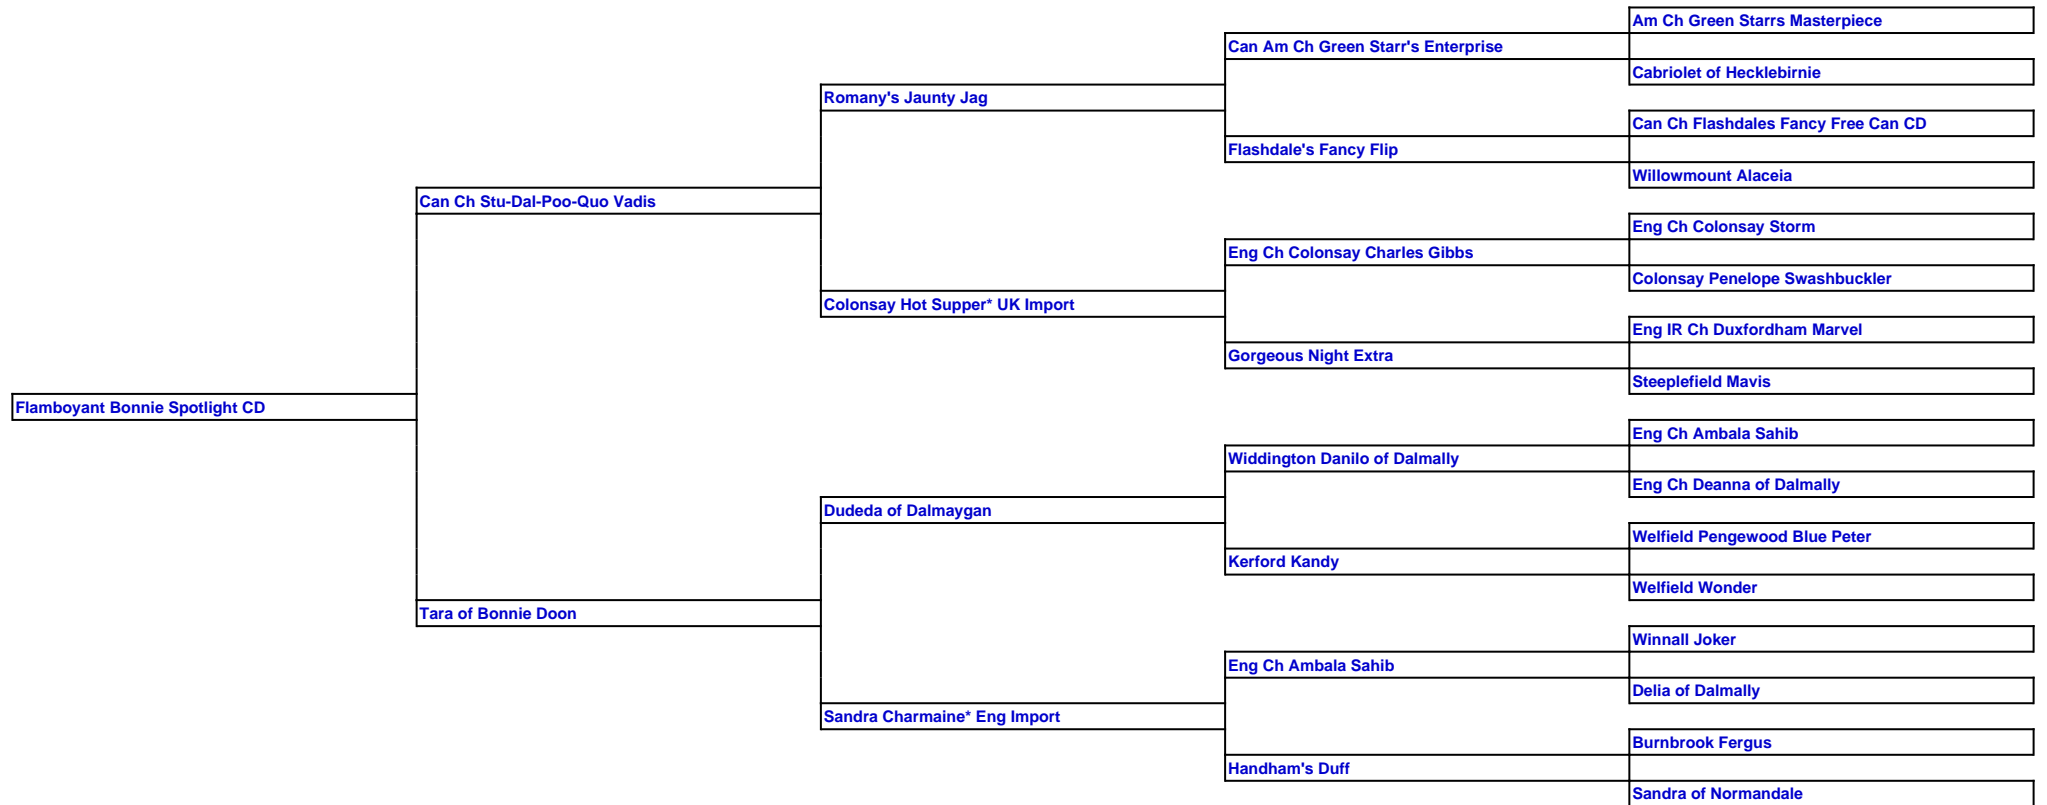 Am Ch Green Starrs Masterpiece
Can Am Ch Green Starr's Enterprise
Cabriolet of Hecklebirnie
Romany's Jaunty Jag
Can Ch Flashdales Fancy Free Can CD
Flashdale's Fancy Flip
Willowmount Alaceia
Can Ch Stu-Dal-Poo-Quo Vadis
Eng Ch Colonsay Storm
Eng Ch Colonsay Charles Gibbs
Colonsay Penelope Swashbuckler
Colonsay Hot Supper* UK Import
Eng IR Ch Duxfordham Marvel
Gorgeous Night Extra
Steeplefield Mavis
Flamboyant Bonnie Spotlight CD
Eng Ch Ambala Sahib
Widdington Danilo of Dalmally
Eng Ch Deanna of Dalmally
Dudeda of Dalmaygan
Welfield Pengewood Blue Peter
Kerford Kandy
Welfield Wonder
Tara of Bonnie Doon
Winnall Joker
Eng Ch Ambala Sahib
Delia of Dalmally
Sandra Charmaine* Eng Import
Burnbrook Fergus
Handham's Duff
Sandra of Normandale